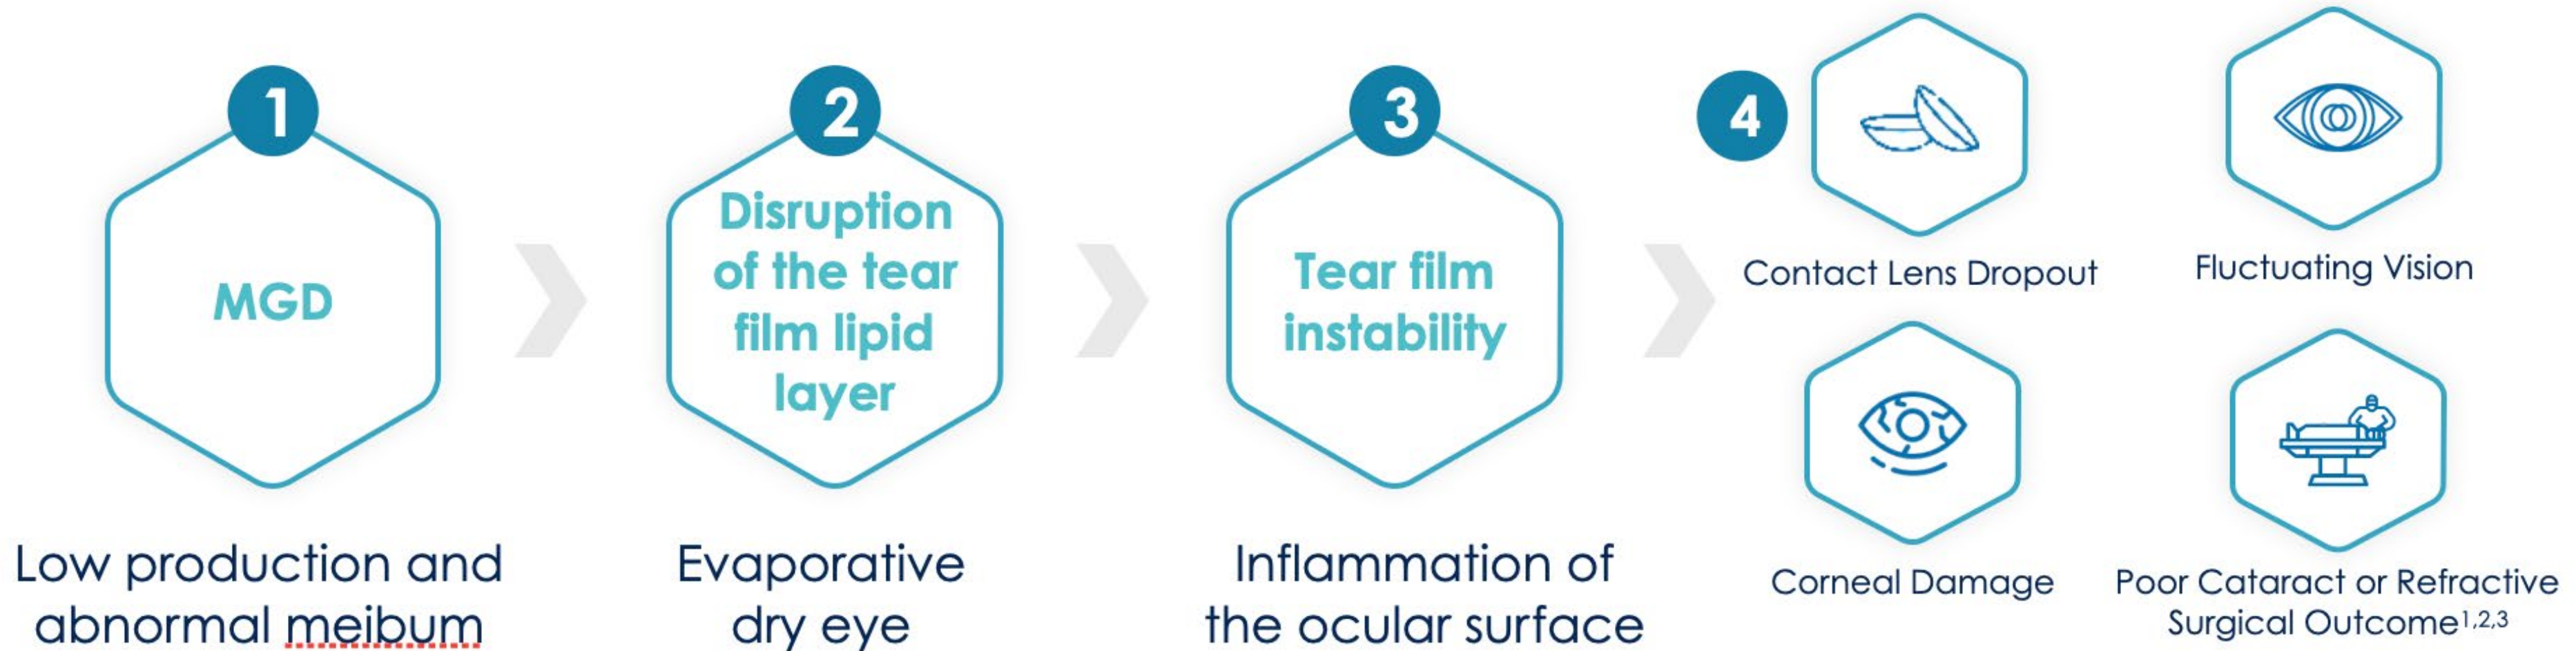 1
MGD
Low production and
abnormal meibum
2
Disruption
of the tear
film lipid
layer
Evaporative
dry eye
3
Tear film
instability
Inflammation of
the ocular surface
4
Contact Lens Dropout
Fluctuating Vision
Corneal Damage
Poor Cataract or Refractive
Surgical Outcome1,2,3